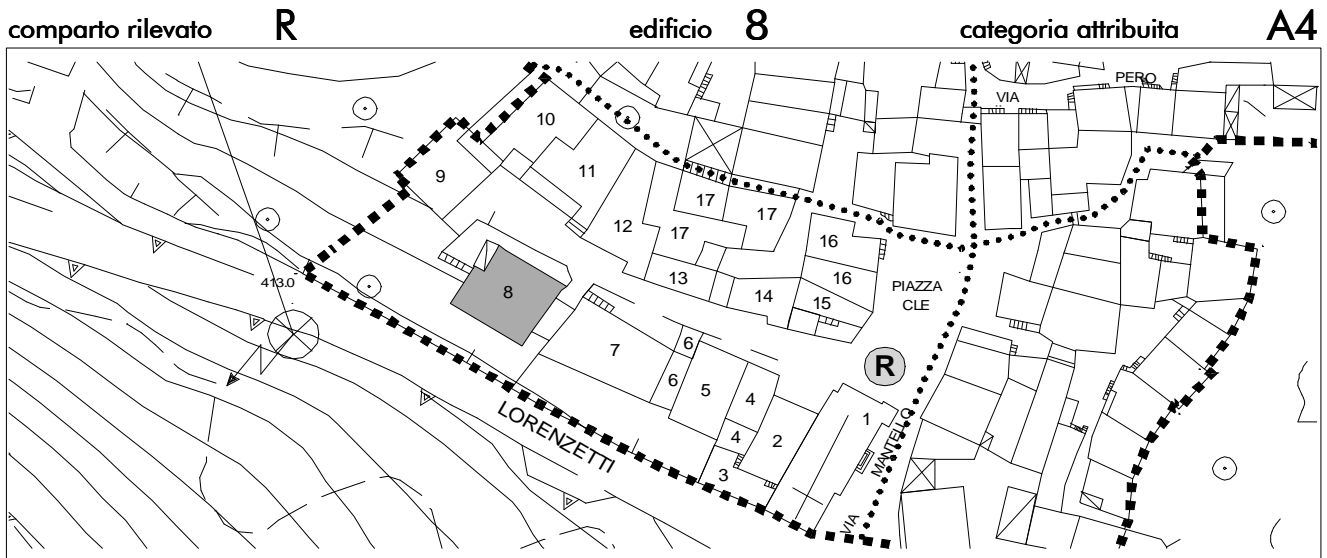 comparto rilevato R edificio 8 categoria attribuita A4
PERO
VIA
10
11
9
17
17
12
17
16
16
13
14
15
413.0
8
PIAZZA
CLE
7
6
6
5
4
R
1
2
4
3
LORENZETTI
VIA MANTELLO